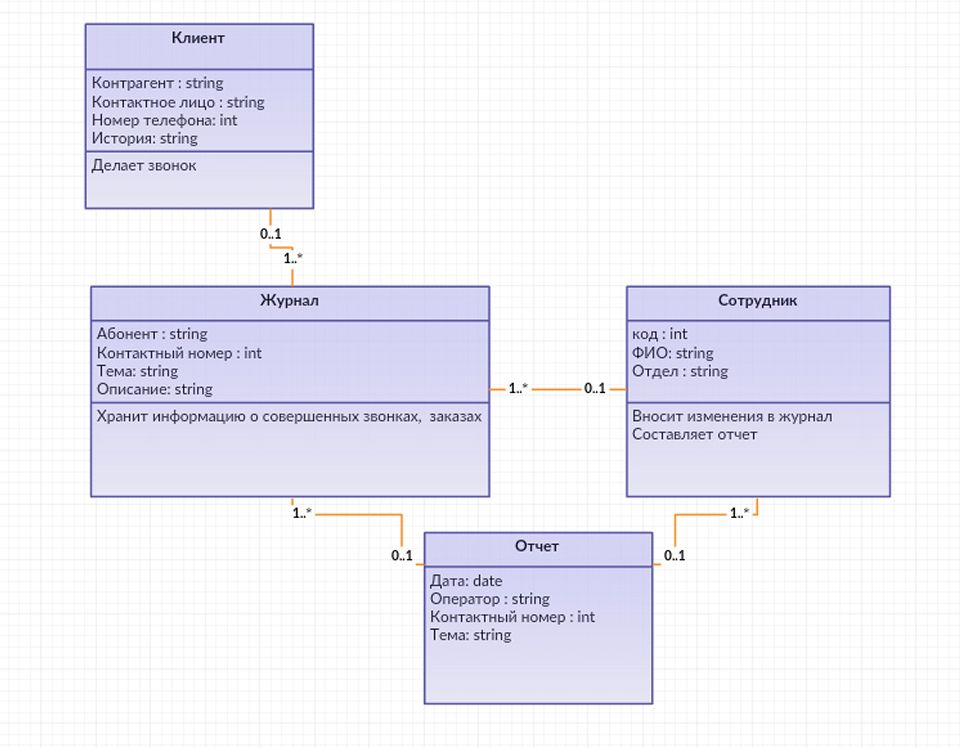 Клиент
Контрагент : string
Контактное лицо : string
Номер телефона: int
История: string
Делает звонок
0..1
1..*
Журнал
Абонент : string
Контактный номер : int
Тема: string
Описание: string
Хранит информацию о совершенных звонках, заказах
1..*
0..1
Сотрудник
код : int
ФИО: string
Отдел : string
Вносит изменения в журнал
Составляет отчет
1..*
0..1
1..*
0..1
Отчет
Дата: date
Оператор : string
Контактный номер : int
Тема: string